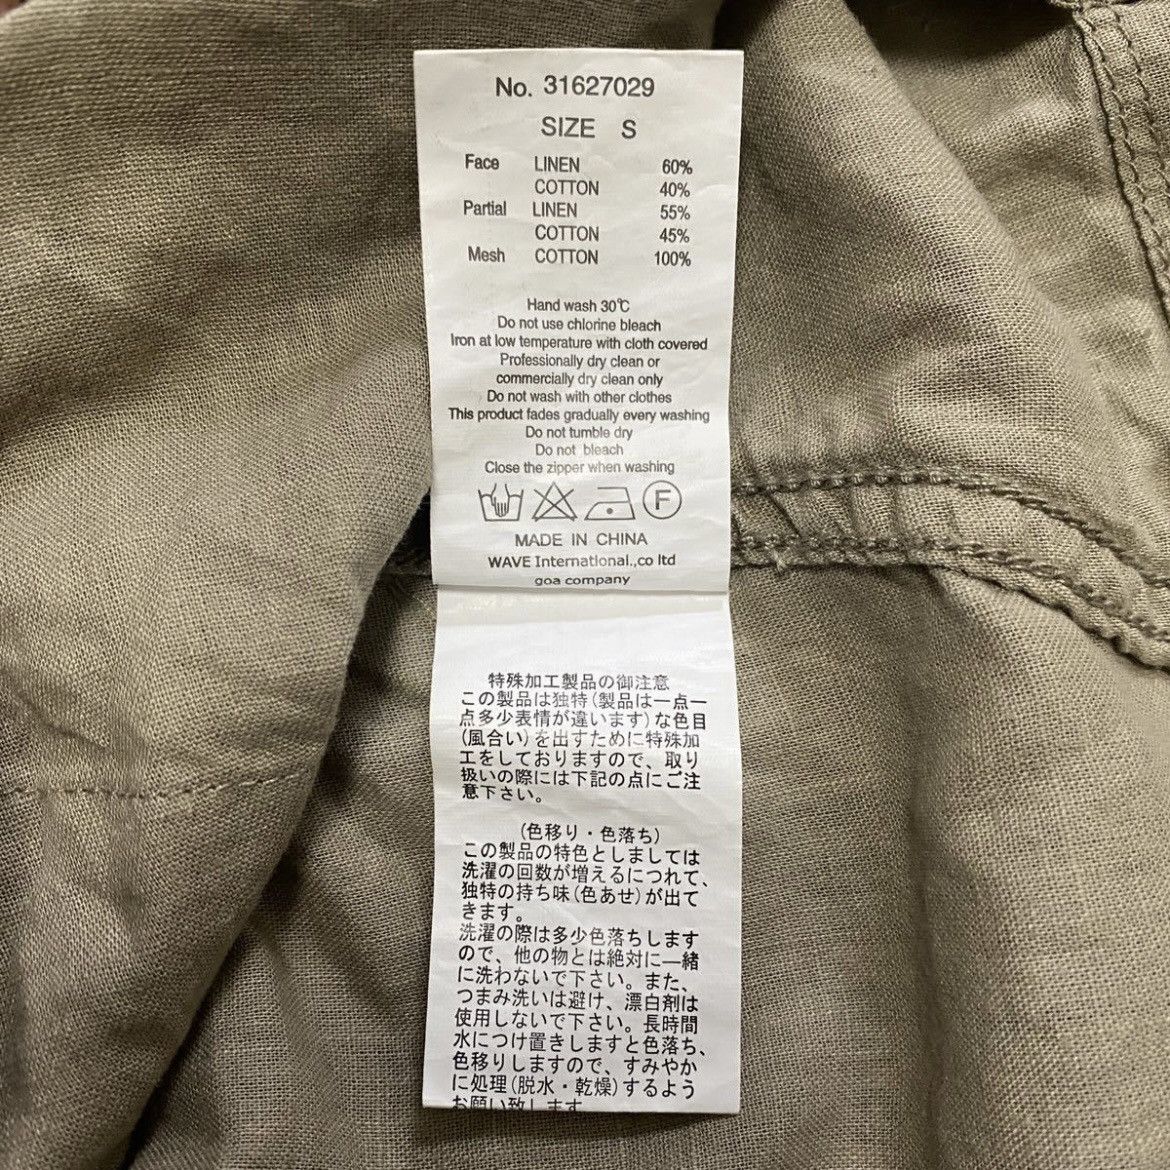 No. 31627029
SIZE S
Face LINEN 60%
COTTON 40%
Partial LINEN 55%
COTTON 45%
Mesh COTTON 100%
Hand wash 30℃
Do not use chlorine bleach
Iron at low temperature with cloth covered
Professionally dry clean or
commercially dry clean only
Do not wash with other clothes
This product fades gradually every washing
Do not tumble dry
Do not bleach
Close the zipper when washing
F
MADE IN CHINA
WAVE International.,co ltd
goa company
特殊加工製品の御注意
この製品は独特(製品は一点一
点多少表情が違います)な色目
(風合い)を出すために特殊加
工をしておりますので、取り
扱いの際には下記の点にご注
意下さい。
(色移り・色落ち)
この製品の特色としましては
洗濯の回数が増えるにつれて、
独特の持ち味(色あせ)が出て
きます。
洗濯の際は多少色落ちします
ので、他の物とは絶対に一緒
に洗わないで下さい。また、
つまみ洗いは避け、漂白剤は
使用しないで下さい。長時間
水につけ置きしますと色落ち、
色移りしますので、すみやか
に処理(脱水・乾燥)するよう
お願い致します